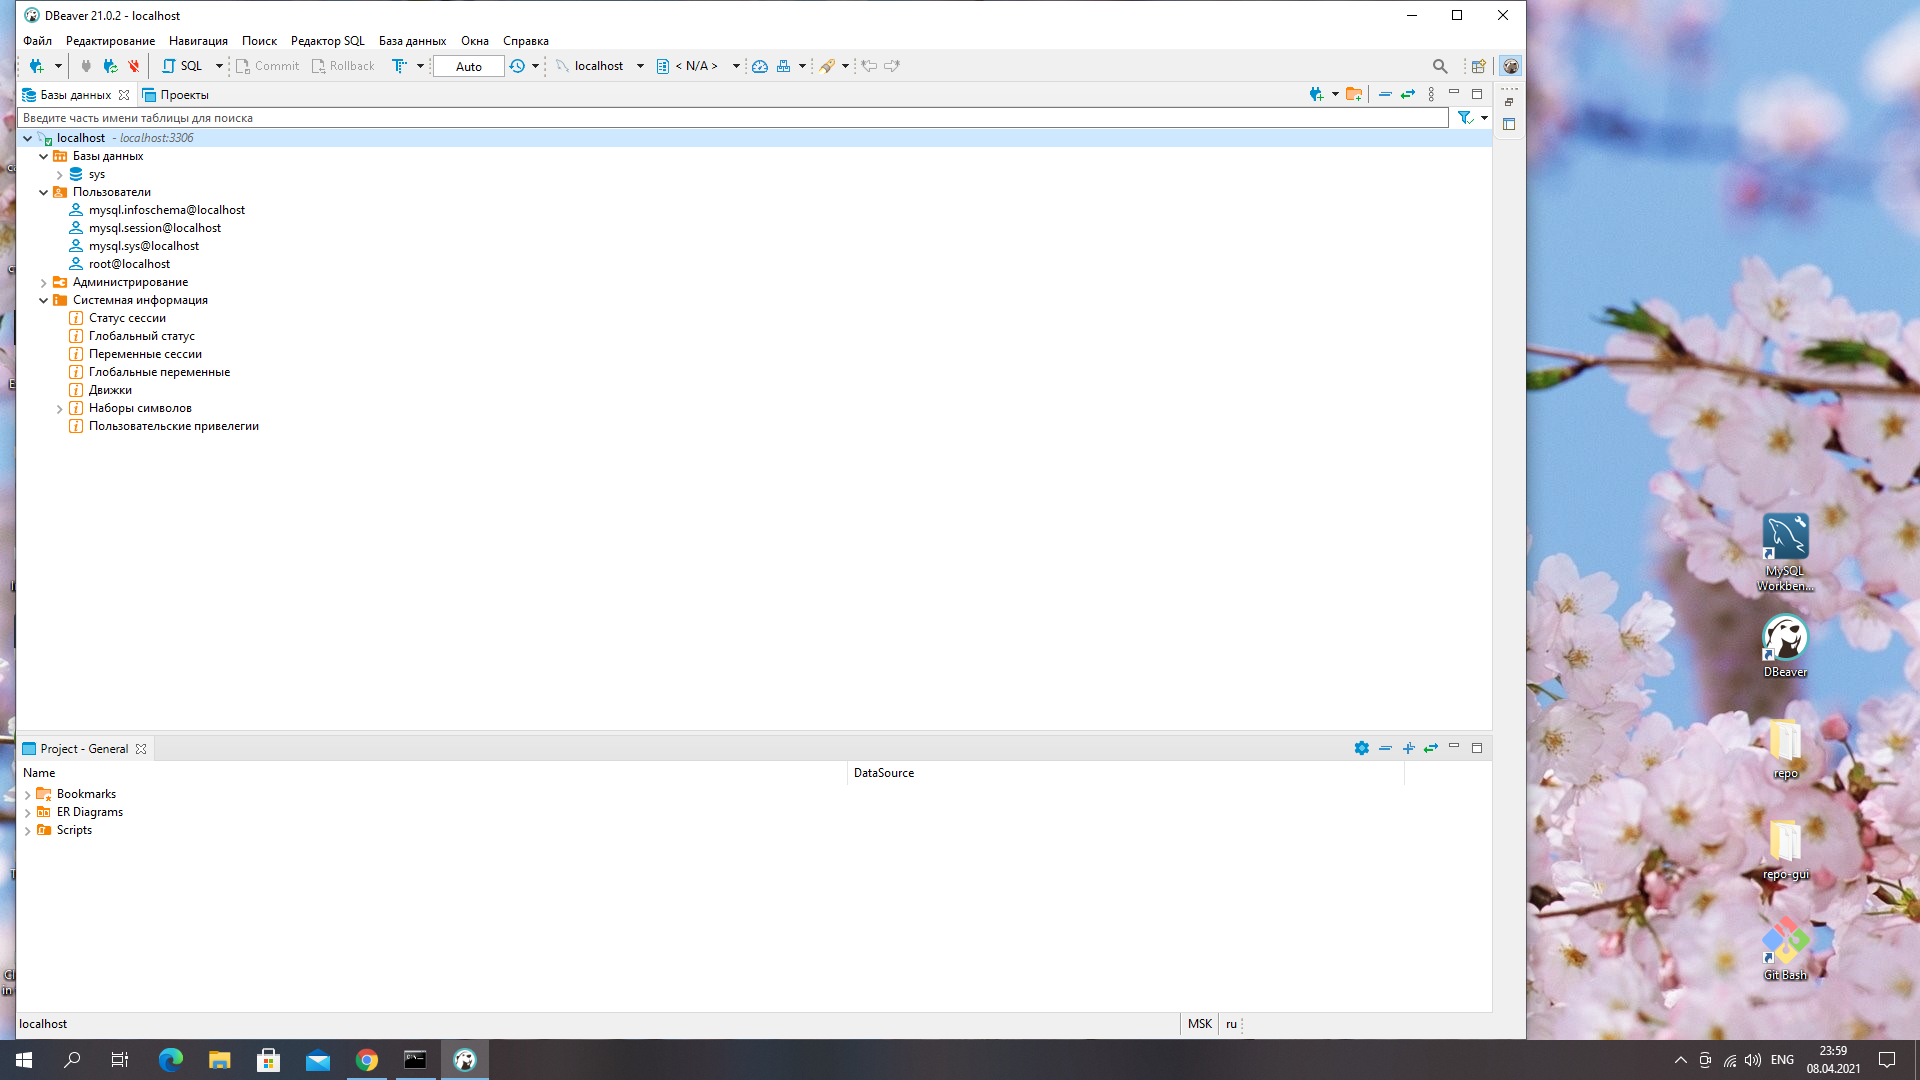 DBeaver 21.0.2 - localhost
Файл Редактирование Навигация Поиск Редактор SQL База данных Окна Справка
SQL Commit Rollback Auto localhost < N/A >
Базы данных Проекты
Введите часть имени таблицы для поиска
localhost - localhost:3306
Базы данных
sys
Пользователи
mysql.infoschema@localhost
mysql.session@localhost
mysql.sys@localhost
root@localhost
Администрирование
Системная информация
Статус сессии
Глобальный статус
Переменные сессии
Глобальные переменные
Движки
Наборы символов
Пользовательские привелегии
Project - General
Name DataSource
Bookmarks
ER Diagrams
Scripts
localhost MSK ru
MySQL
Workben...
DBeaver
repo
repo-gui
Git Bash
ENG
23:59
08.04.2021